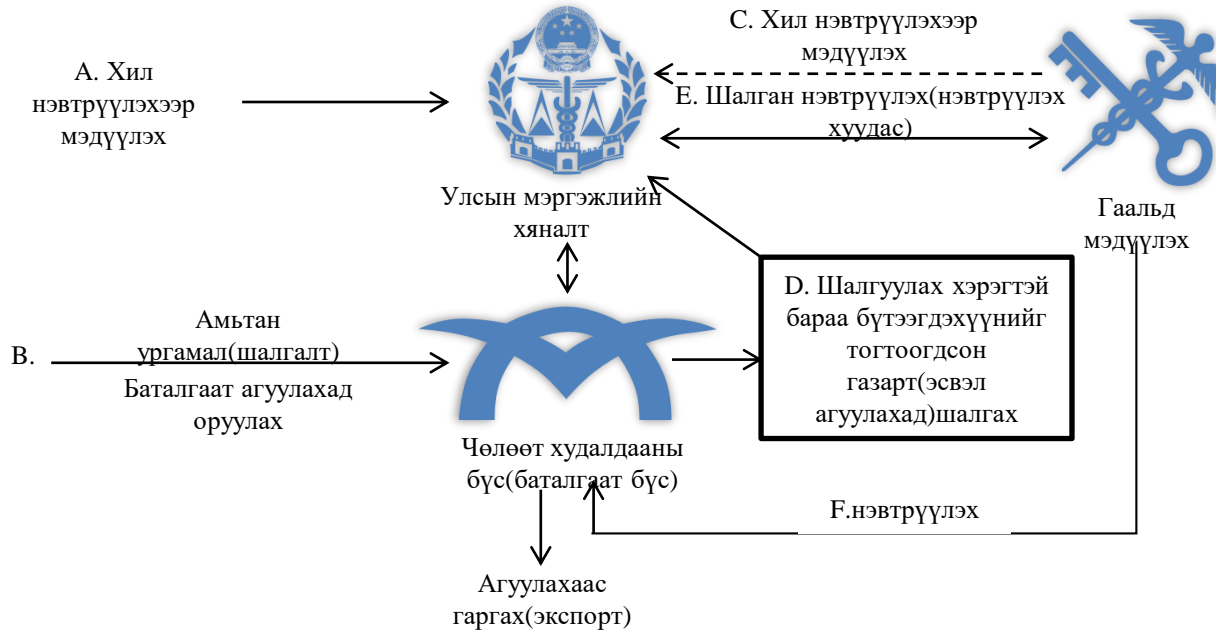 A. Хил
нэвтрүүлэхээр
мэдүүлэх
C. Хил нэвтрүүлэхээр
мэдүүлэх
E. Шалган нэвтрүүлэх(нэвтрүүлэх
хуудас)
Улсын мэргэжлийн
хяналт
Гаальд
мэдүүлэх
B.
Амьтан
ургамал(шалгалт)
Баталгаат агуулахад
оруулах
D. Шалгуулах хэрэгтэй
бараа бүтээгдэхүүнийг
тогтоогдсон
газарт(эсвэл
агуулахад)шалгах
Чөлөөт худалдааны
бүс(баталгаат бүс)
F.нэвтрүүлэх
Агуулахаас
гаргах(экспорт)